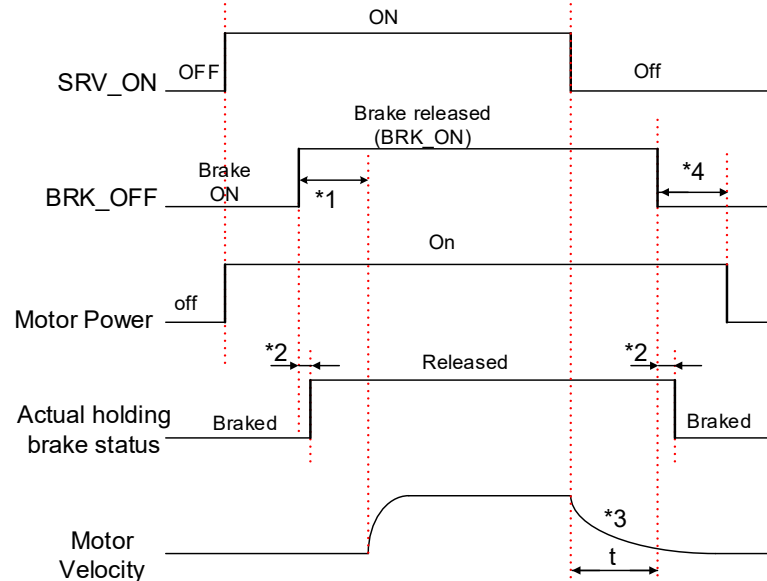 ON
OFF
Off
SRV_ON
Brake released
(BRK_ON)
Brake
ON
*4
*1
BRK_OFF
On
off
Motor Power
*2
*2
Released
Actual holding
brake status
Braked
Braked
*3
Motor
Velocity
t